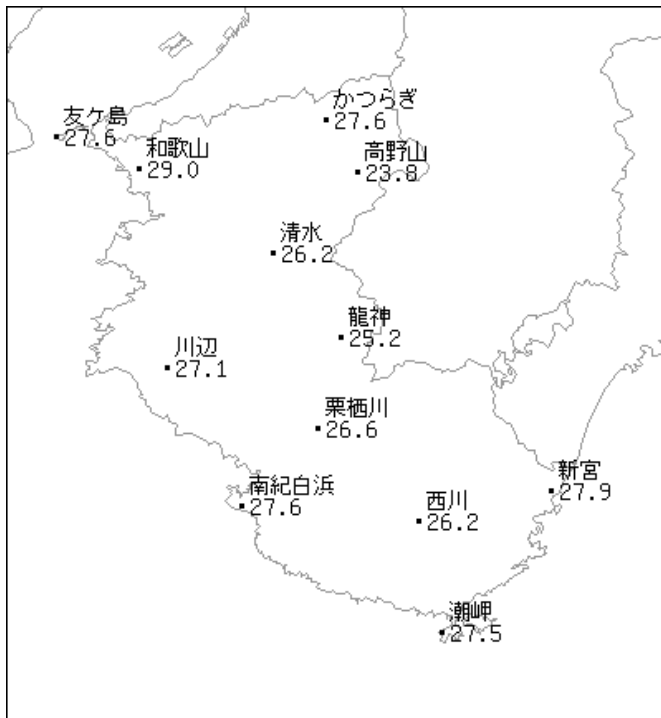 かつらぎ
27.6
友ケ島
27.6
和歌山
29.0
高野山
23.8
清水
26.2
龍神
25.2
川辺
27.1
栗栖川
26.6
新宮
27.9
南紀白浜
27.6
西川
26.2
潮岬
27.5